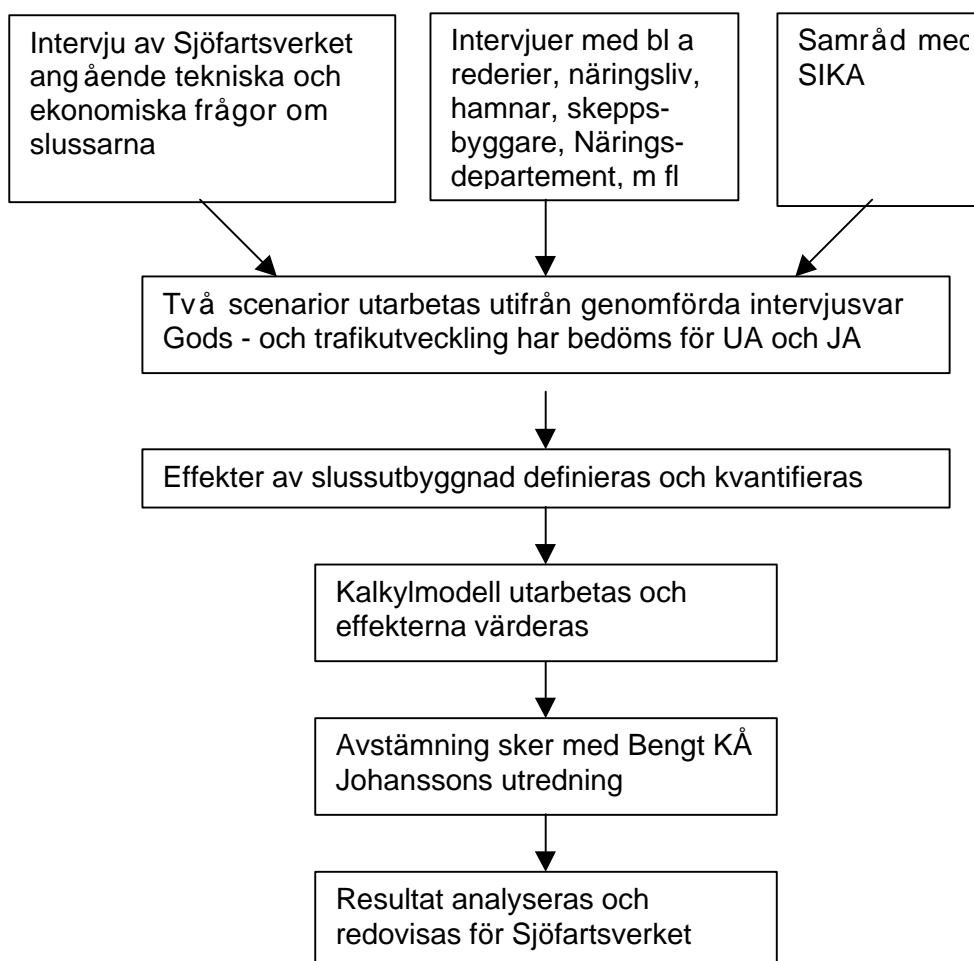 Intervju av Sjöfartsverket
angående tekniska och
ekonomiska frågor om
slussarna
Intervjuer med bl a
rederier, näringsliv,
hamnar, skepps-
byggare, Närings-
departement, m fl
Samråd med
SIKA
Två scenarior utarbetas utifrån genomförda intervjusvar
Gods - och trafikutveckling har bedöms för UA och JA
Effekter av slussutbyggnad definieras och kvantifieras
Kalkylmodell utarbetas och
effekterna värderas
Avstämning sker med Bengt KÅ
Johanssons utredning
Resultat analyseras och
redovisas för Sjöfartsverket